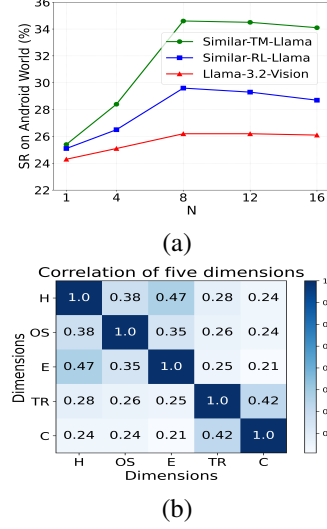 36
34
32
30
28
26
24
22
SR on Android World (%)
Similar-TM-Llama
Similar-RL-Llama
Llama-3.2-Vision
1 4 8 12 16
N
(a)
Correlation of five dimensions
H 1.0 0.38 0.47 0.28 0.24
OS 0.38 1.0 0.35 0.26 0.24
E 0.47 0.35 1.0 0.25 0.21
TR 0.28 0.26 0.25 1.0 0.42
C 0.24 0.24 0.21 0.42 1.0
Dimensions
H OS E TR C
Dimensions
(b)